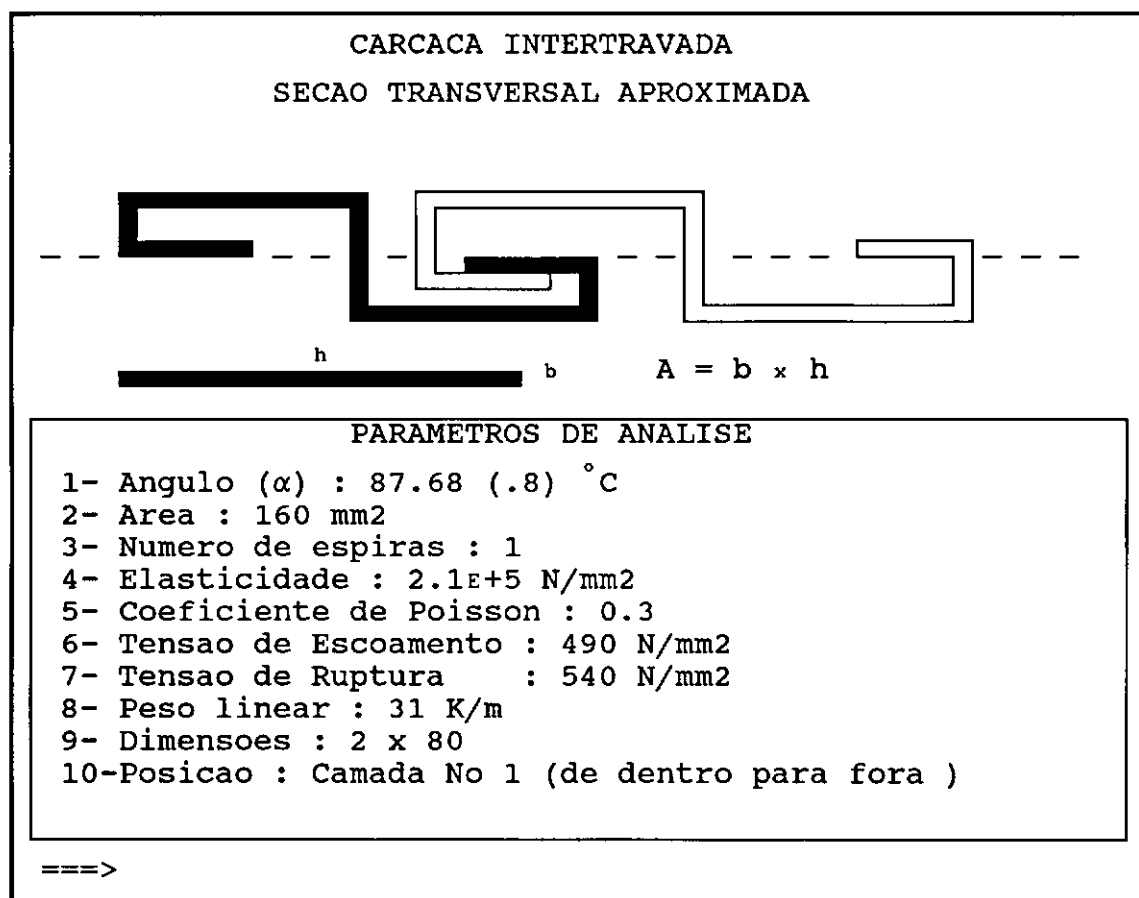 CARCACA INTERTRAVADA
SECAO TRANSVERSAL APROXIMADA
h
b
A = b x h
PARAMETROS DE ANALISE
1- Angulo (α) : 87.68 (.8) °C
2- Area : 160 mm2
3- Numero de espiras : 1
4- Elasticidade : 2.1E+5 N/mm2
5- Coeficiente de Poisson : 0.3
6- Tensao de Escoamento : 490 N/mm2
7- Tensao de Ruptura : 540 N/mm2
8- Peso linear : 31 K/m
9- Dimensoes : 2 x 80
10-Posicao : Camada No 1 (de dentro para fora )
===>